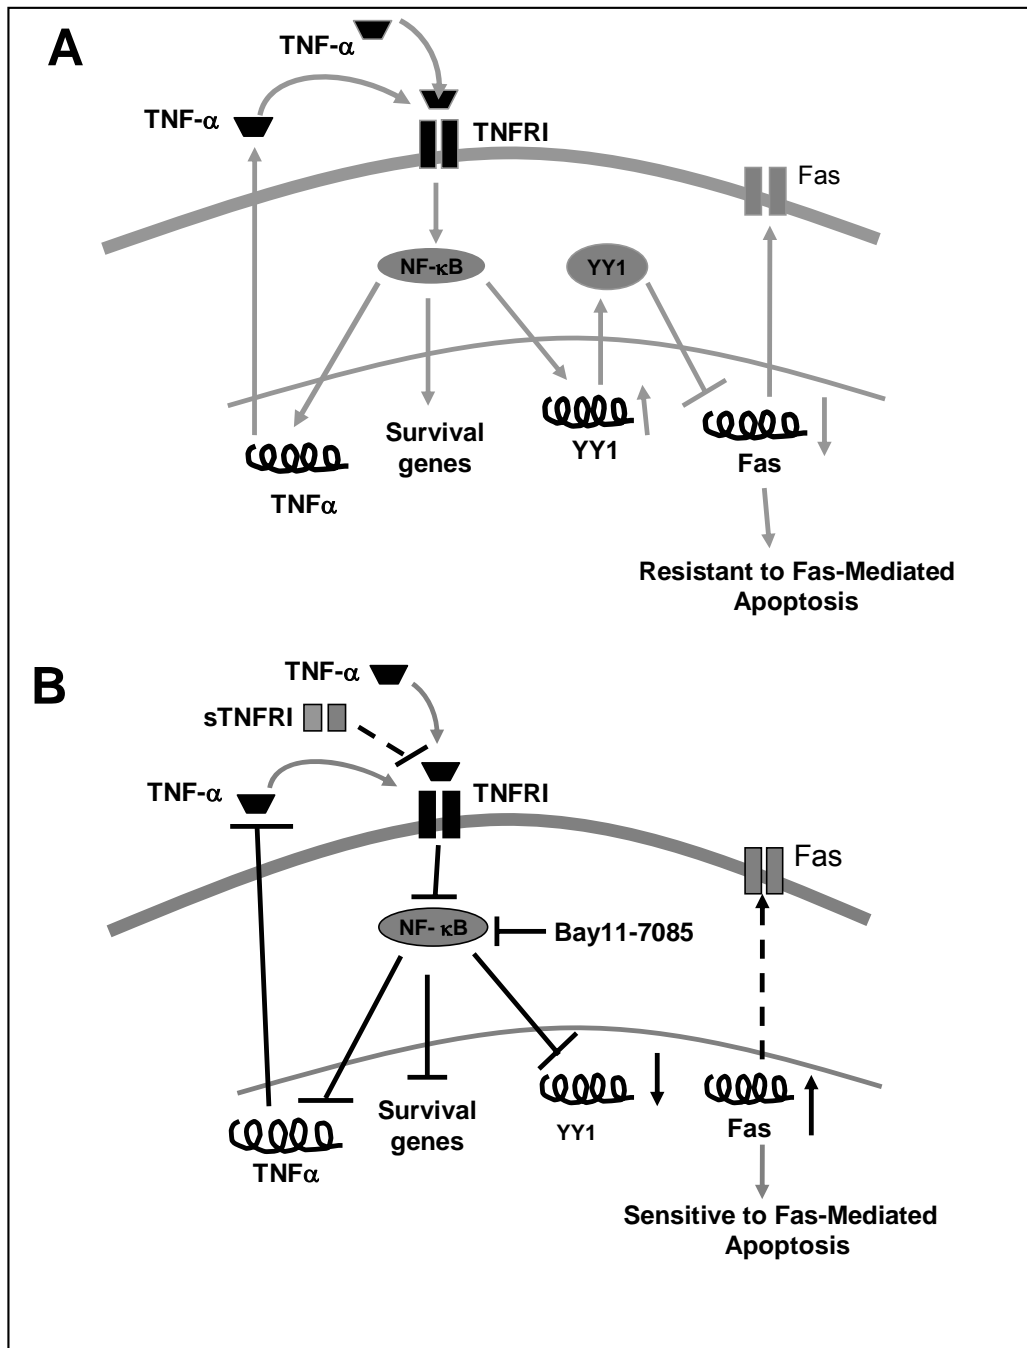 A
TNF-α
TNF-α
TNFRI
Fas
NF-κB
YY1
Survival
genes
YY1
Fas
TNFα
Resistant to Fas-Mediated
Apoptosis
B
TNF-α
sTNFRI
TNF-α
TNFRI
Fas
NF- κB
Bay11-7085
Survival
genes
YY1
Fas
TNFα
Sensitive to Fas-Mediated
Apoptosis